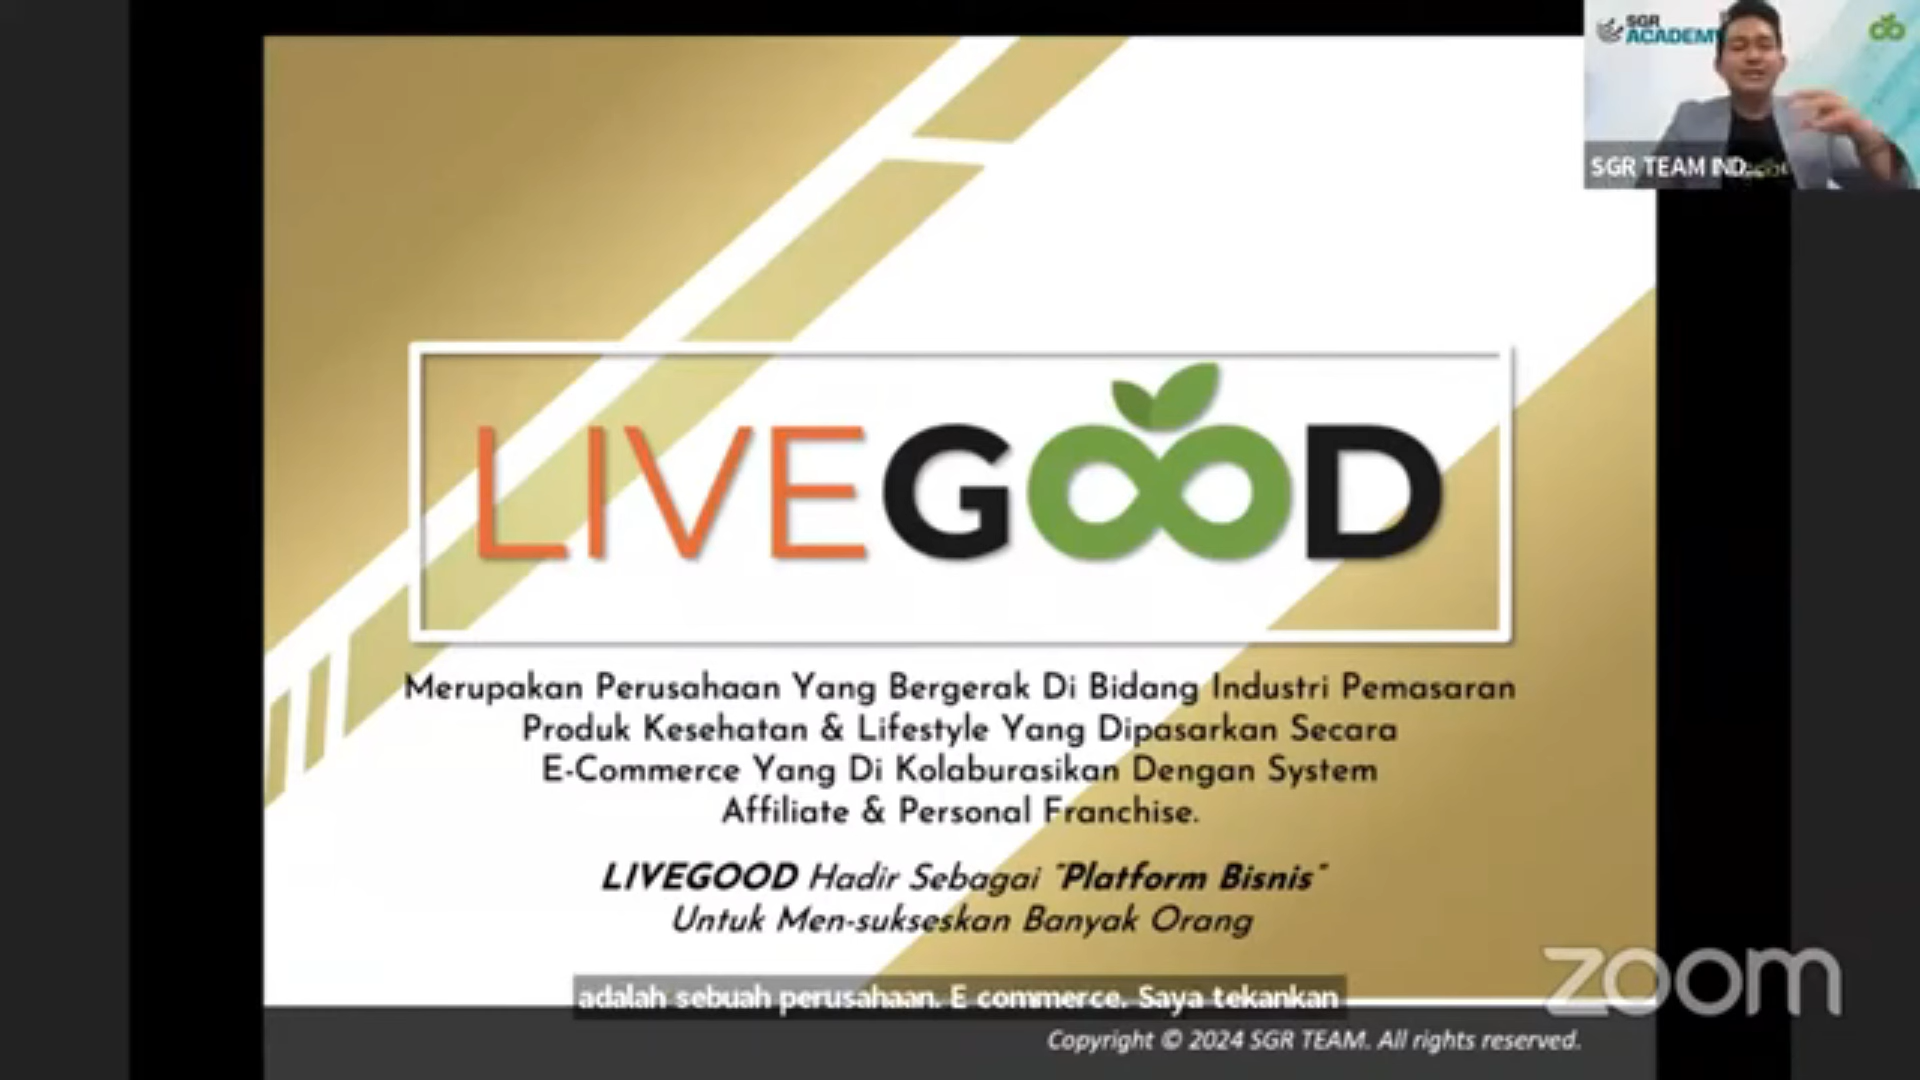 SGR
ACADEMY
SGR TEAM IND
LIVEGOOD
Merupakan Perusahaan Yang Bergerak Di Bidang Industri Pemasaran
Produk Kesehatan & Lifestyle Yang Dipasarkan Secara
E-Commerce Yang Di Kolaburasikan Dengan System
Affiliate & Personal Franchise.
LIVEGOOD Hadir Sebagai "Platform Bisnis"
Untuk Men-sukseskan Banyak Orang
adalah sebuah perusahaan. E commerce. Saya tekankan
zoom
Copyright © 2024 SGR TEAM. All rights reserved.